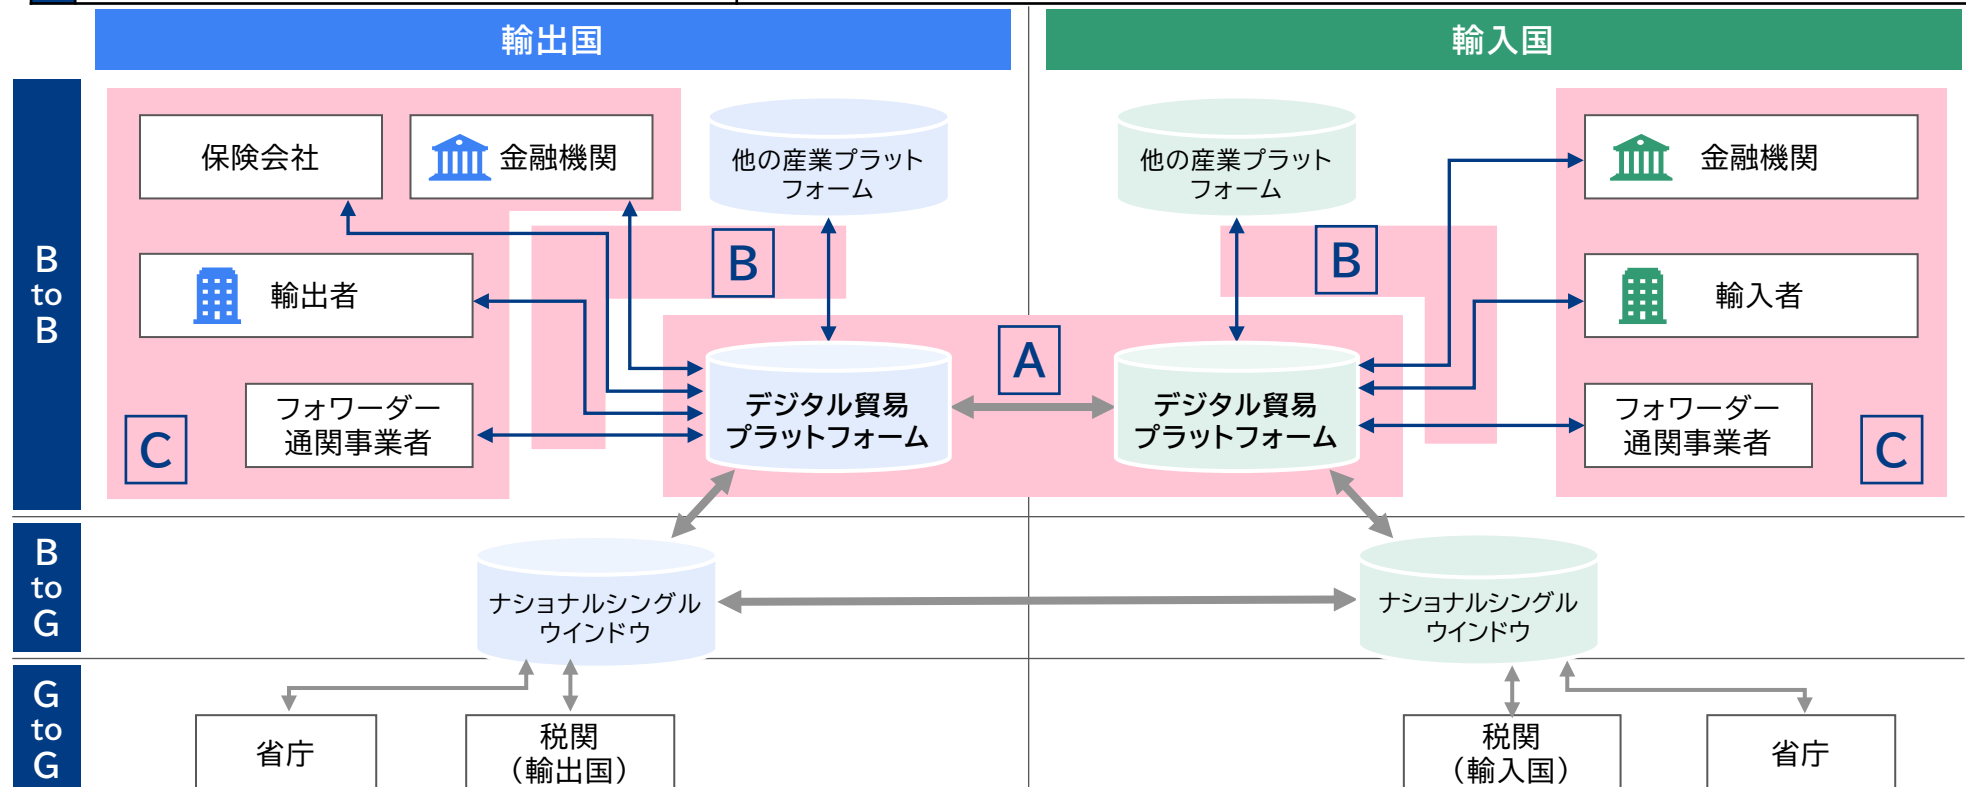 輸出国
輸入国
B
to
B
保険会社
金融機関
他の産業プラット
フォーム
他の産業プラット
フォーム
金融機関
B
B
輸出者
輸入者
A
デジタル貿易
プラットフォーム
デジタル貿易
プラットフォーム
フォワーダー
通関事業者
フォワーダー
通関事業者
C
C
B
to
G
ナショナルシングル
ウインドウ
ナショナルシングル
ウインドウ
G
to
G
省庁
税関
（輸出国）
税関
（輸入国）
省庁